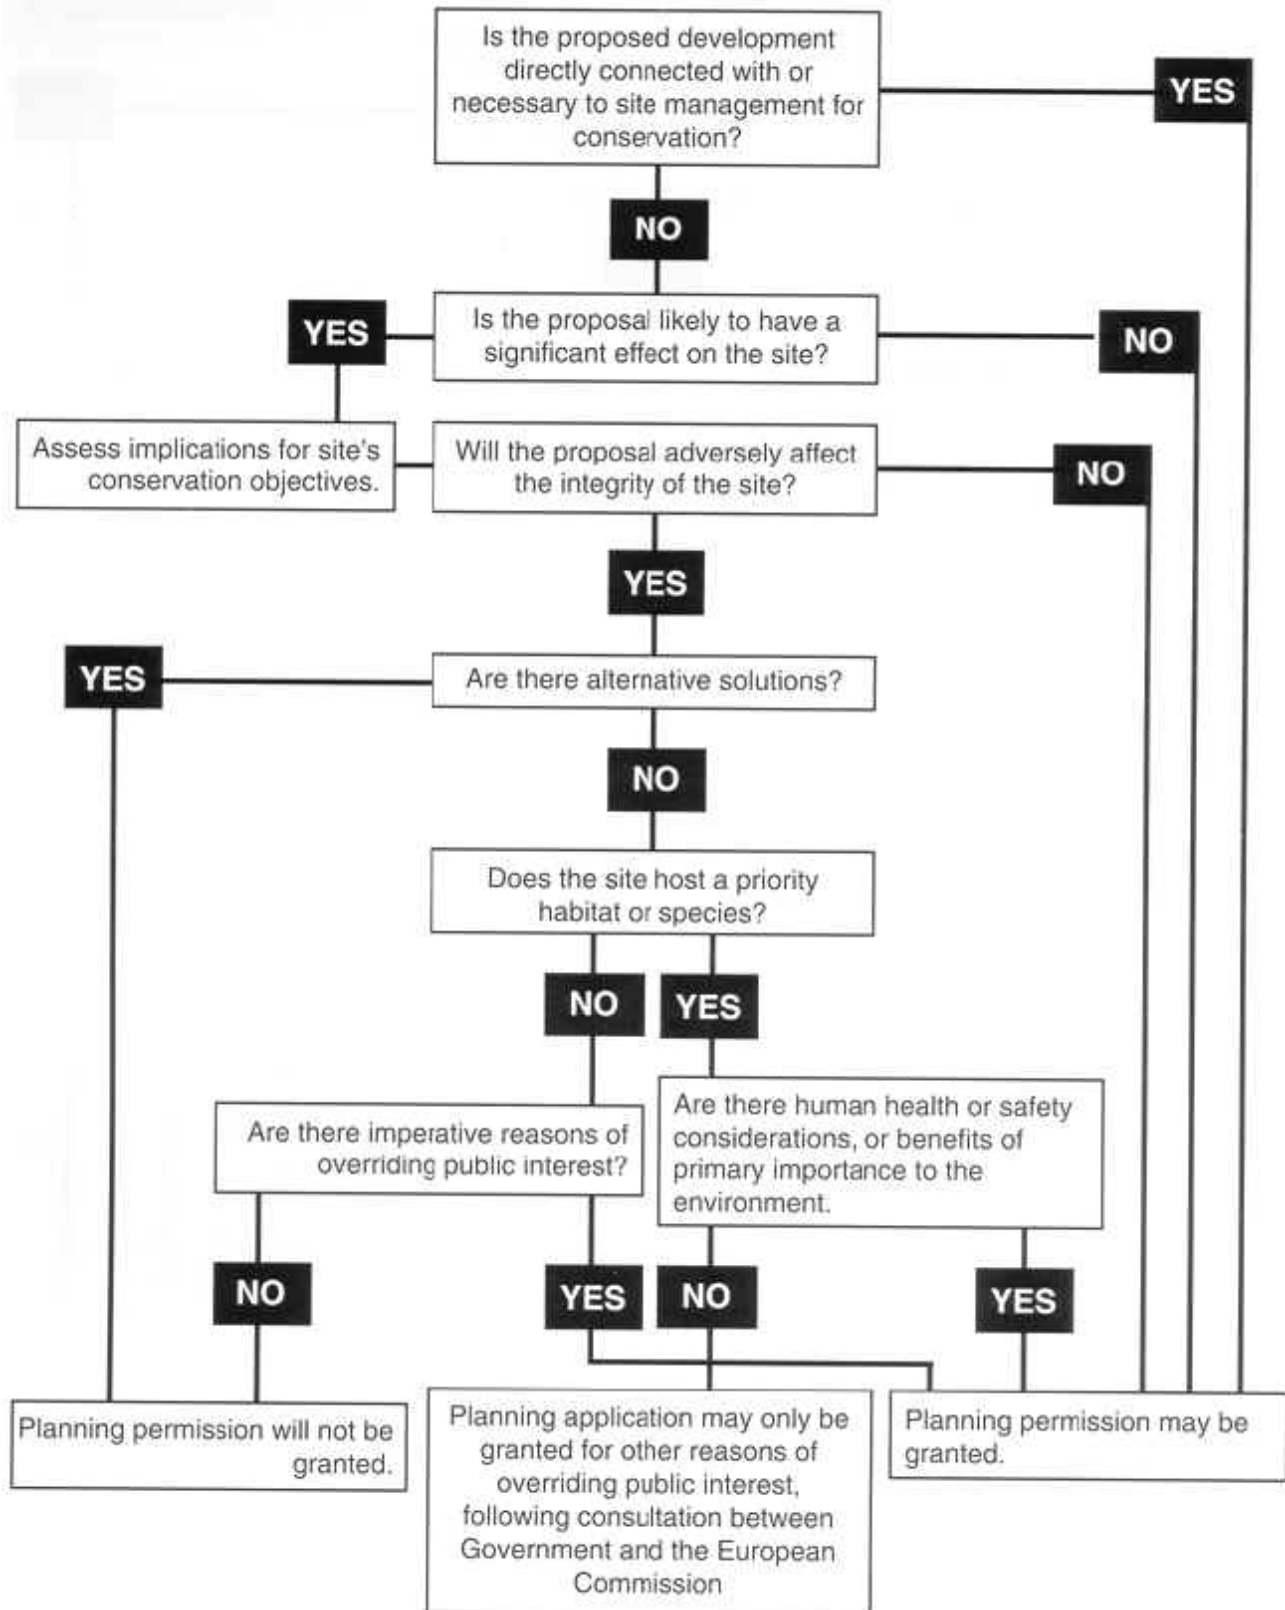 Is the proposed development
directly connected with or
necessary to site management for
conservation?
YES
NO
YES
Is the proposal likely to have a
significant effect on the site?
NO
Assess implications for site's
conservation objectives.
Will the proposal adversely affect
the integrity of the site?
NO
YES
YES
Are there alternative solutions?
NO
Does the site host a priority
habitat or species?
NO
YES
Are there imperative reasons of
overriding public interest?
Are there human health or safety
considerations, or benefits of
primary importance to the
environment.
NO
YES
NO
YES
Planning permission will not be
granted.
Planning application may only be
granted for other reasons of
overriding public interest,
following consultation between
Government and the European
Commission
Planning permission may be
granted.